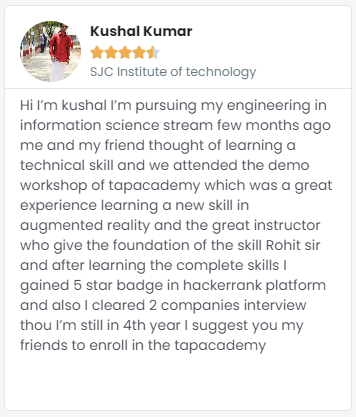 Kushal Kumar
SJC Institute of technology
Hi I'm kushal I'm pursuing my engineering in
information science stream few months ago
me and my friend thought of learning a
technical skill and we attended the demo
workshop of tapacademy which was a great
experience learning a new skill in
augmented reality and the great instructor
who give the foundation of the skill Rohit sir
and after learning the complete skills I
gained 5 star badge in hackerrank platform
and also I cleared 2 companies interview
thou I'm still in 4th year I suggest you my
friends to enroll in the tapacademy